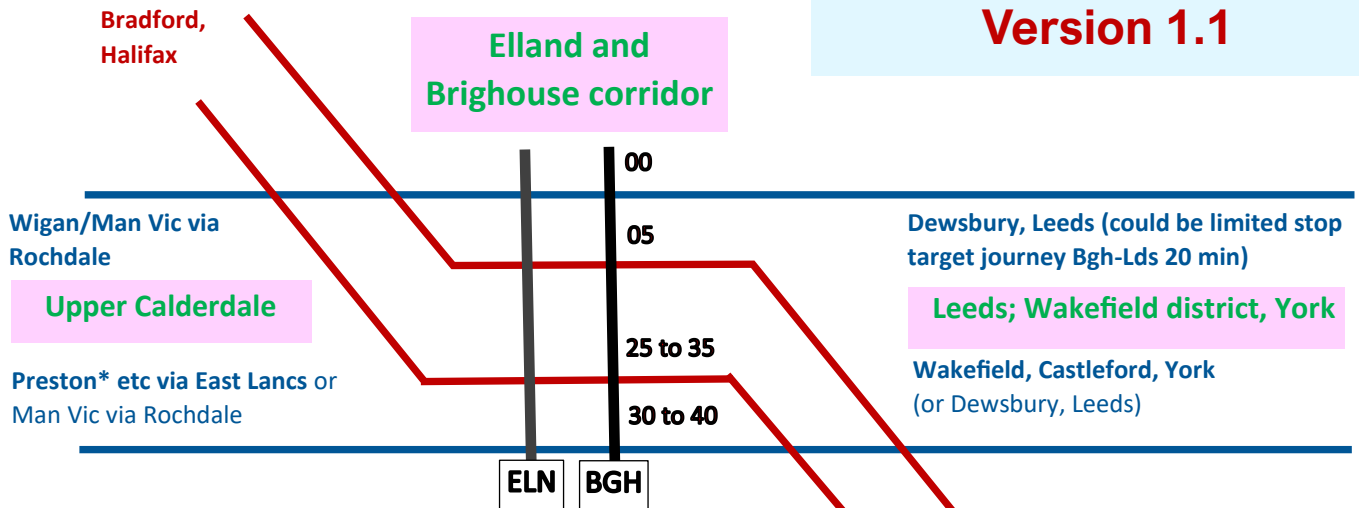 Bradford,
Halifax
Elland and
Brighouse corridor
Version 1.1
00
Wigan/Man Vic via
Rochdale
05
Dewsbury, Leeds (could be limited stop
target journey Bgh-Lds 20 min)
Upper Calderdale
Leeds; Wakefield district, York
25 to 35
Preston* etc via East Lancs or
Man Vic via Rochdale
Wakefield, Castleford, York
(or Dewsbury, Leeds)
30 to 40
ELN
BGH